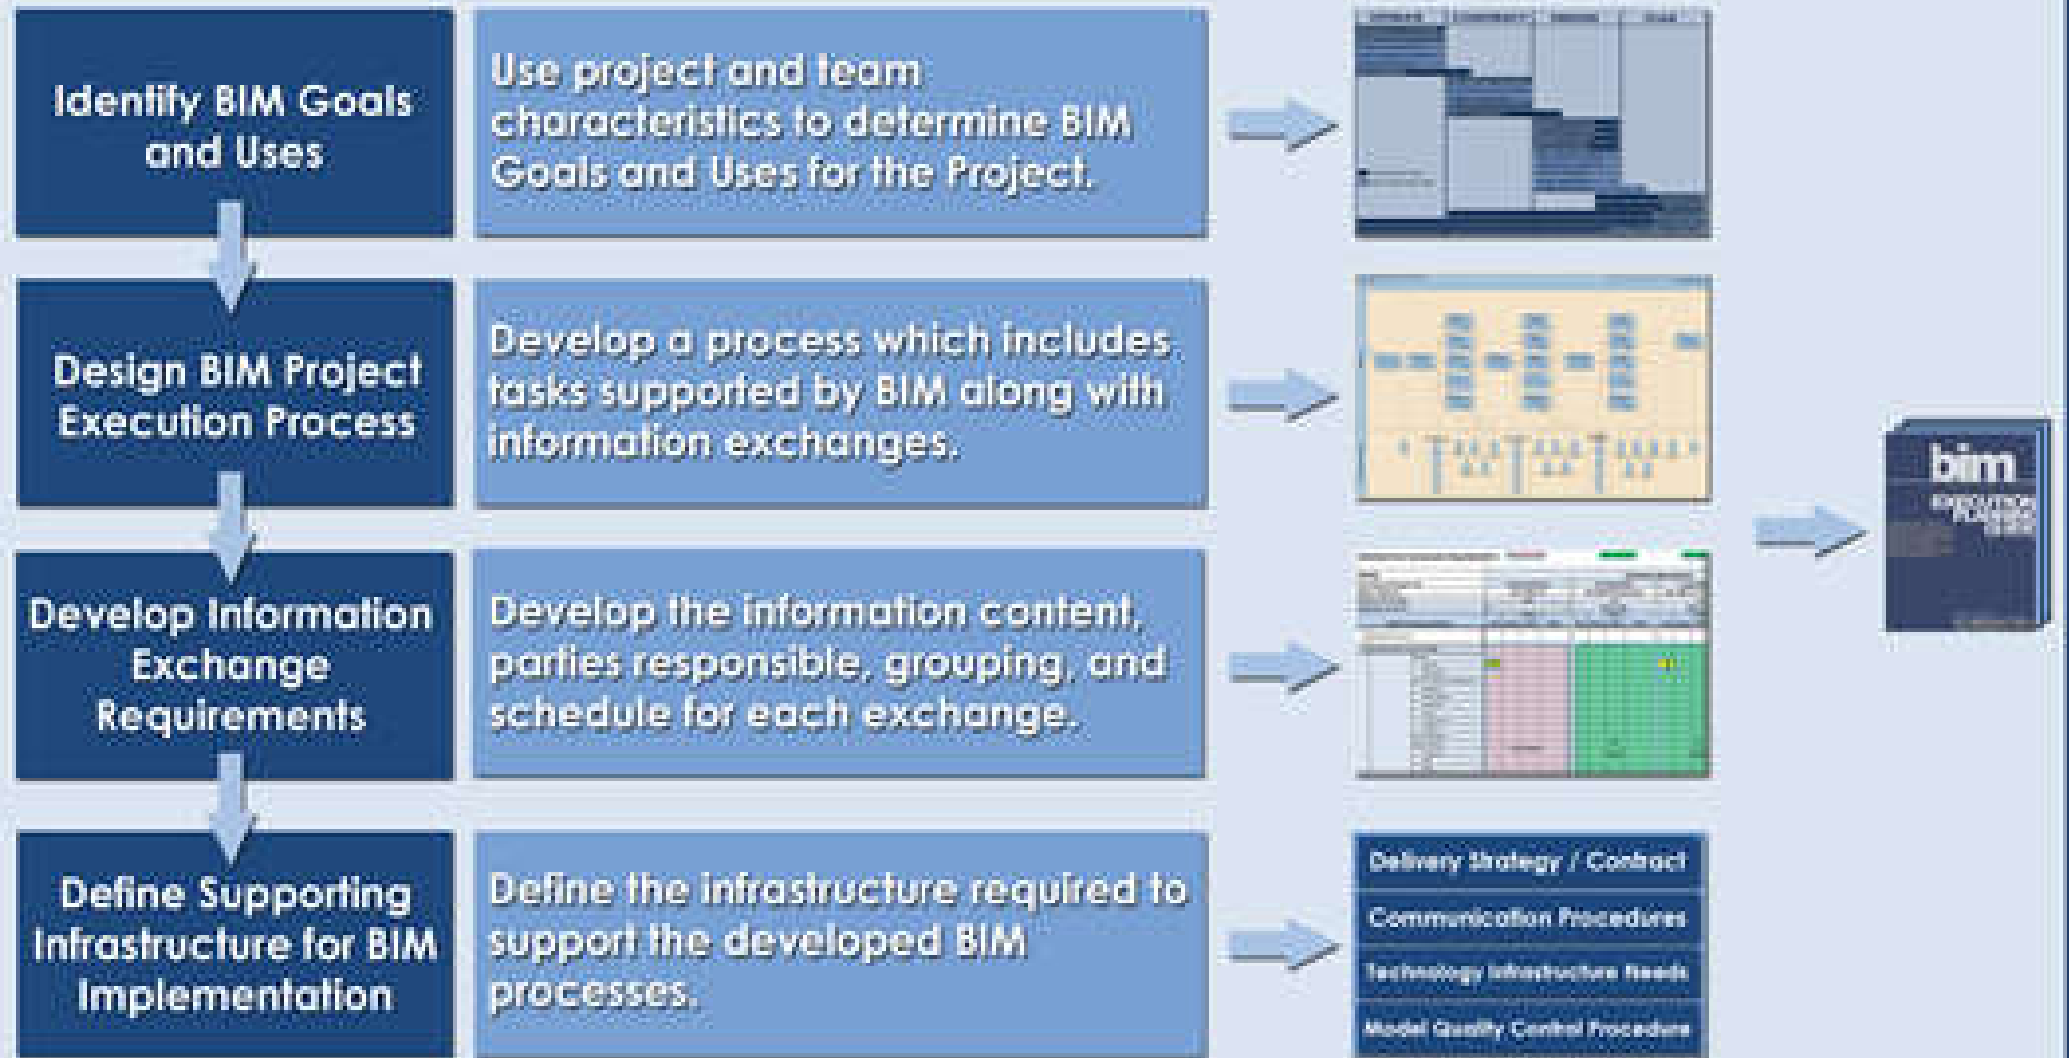 Identify BIM Goals
and Uses
Use project and team
characteristics to determine BIM
Goals and Uses for the Project.
Design BIM Project
Execution Process
Develop a process which includes
tasks supported by BIM along with
information exchanges.
Develop Information
Exchange
Requirements
Develop the information content,
parties responsible, grouping, and
schedule for each exchange.
Define Supporting
Infrastructure for BIM
Implementation
Define the infrastructure required to
support the developed BIM
processes.
Delivery Strategy / Contract
Communication Procedures
Technology Infrastructure Needs
Model Quality Control Procedure
bim
EXECUTION
PLANNING